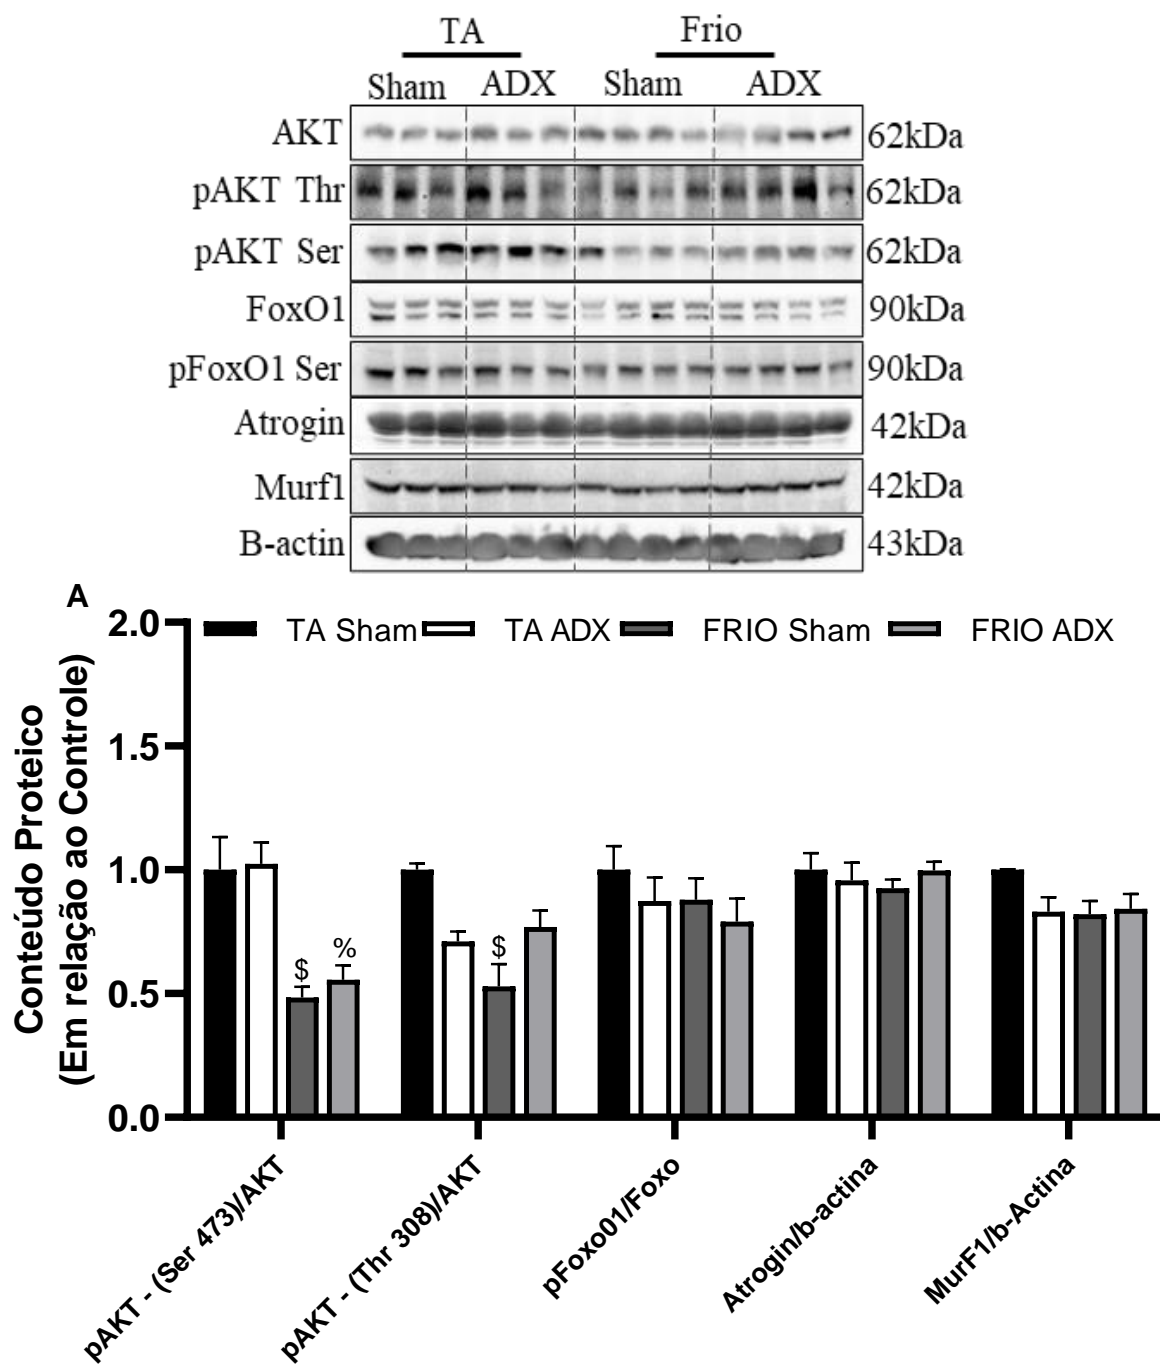 TA Frio
Sham ADX Sham ADX
AKT 62kDa
pAKT Thr 62kDa
pAKT Ser 62kDa
FoxO1 90kDa
pFoxO1 Ser 90kDa
Atrogin 42kDa
Murf1 42kDa
B-actin 43kDa
A
2.0 TA Sham TA ADX FRIO Sham FRIO ADX
Conteúdo Proteico
(Em relação ao Controle)
1.5
1.0
$ % $
0.5
0.0
pAKT - (Ser 473)/AKT
pAKT - (Thr 308)/AKT
pFoxo01/Foxo
Atrogin/b-actina
MurF1/b-Actina